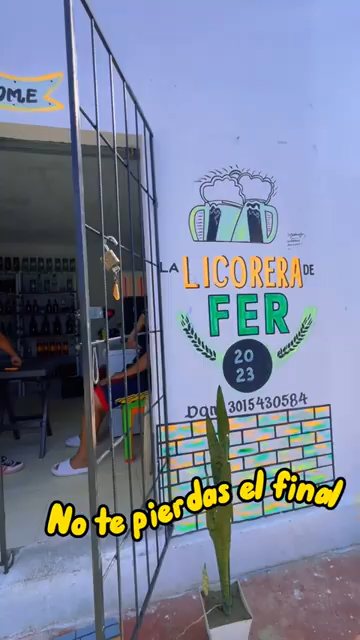 OME
LA LICORERA DE
FER
20
23
Dom 3015430584
No te pierdas el final